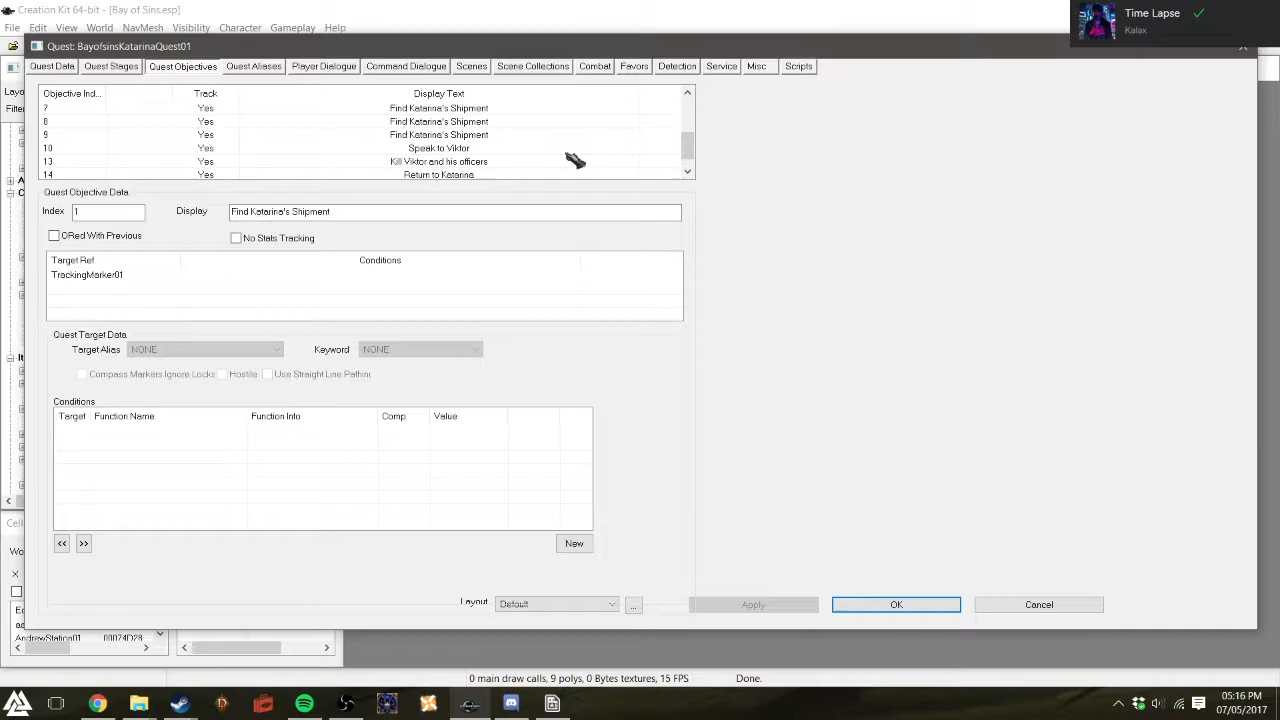 Creation Kit 64-bit - [Bay of Sins.esp]
Time Lapse
Kalax
File Edit View World NavMesh Visibility Character Gameplay Help
Quest: BayofsinsKatarinaQuest01
Quest Data Quest Stages Quest Objectives Quest Aliases Player Dialogue Command Dialogue Scenes Scene Collections Combat Favors Detection Service Misc Scripts
Objective Ind... Track Display Text
7 Yes Find Katarina's Shipment
8 Yes Find Katarina's Shipment
9 Yes Find Katarina's Shipment
10 Yes Speak to Viktor
13 Yes Kill Viktor and his officers
14 Yes Return to Katarina
Quest Objective Data
Index 1 Display Find Katarina's Shipment
ORed With Previous No Stats Tracking
Target Ref Conditions
TrackingMarker01
Quest Target Data
Target Alias NONE Keyword NONE
Compass Markers Ignore Locks Hostile Use Straight Line Pathing
Conditions
Target Function Name Function Info Comp Value
<< >> New
Layout Default ... Apply OK Cancel
AndrewStation01 00074D28
0 main draw calls, 9 polys, 0 Bytes textures, 15 FPS Done.
05:16 PM
07/05/2017